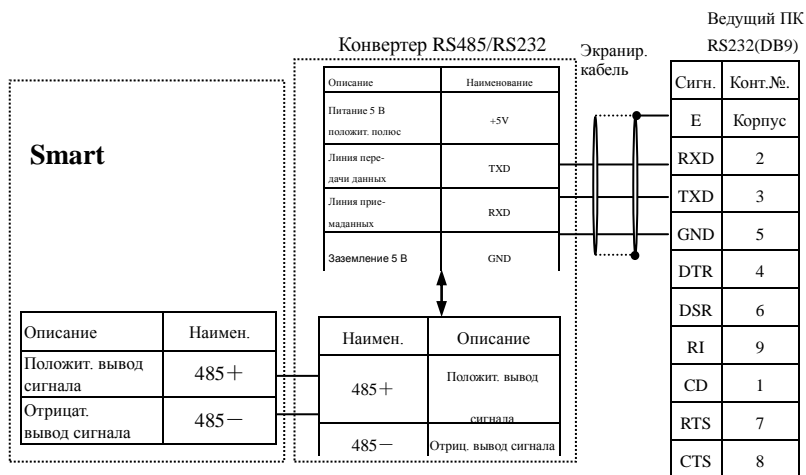 Ведущий ПК
RS232(DB9)
Конвертер RS485/RS232
Экранир.
кабель
Smart
Описание Наименование
Питание 5 В
положит. полюс
+5V
Линия пере-
дачи данных
TXD
Линия прие-
маданных
RXD
Заземление 5 В GND
Сигн. Конт.№.
E Корпус
RXD 2
TXD 3
GND 5
DTR 4
DSR 6
RI 9
CD 1
RTS 7
CTS 8
Описание Наимен.
Положит. вывод
сигнала
485+
Отрицат.
вывод сигнала
485－
Наимен. Описание
485+
Положит. вывод
сигнала
485－ Отриц. вывод сигнала